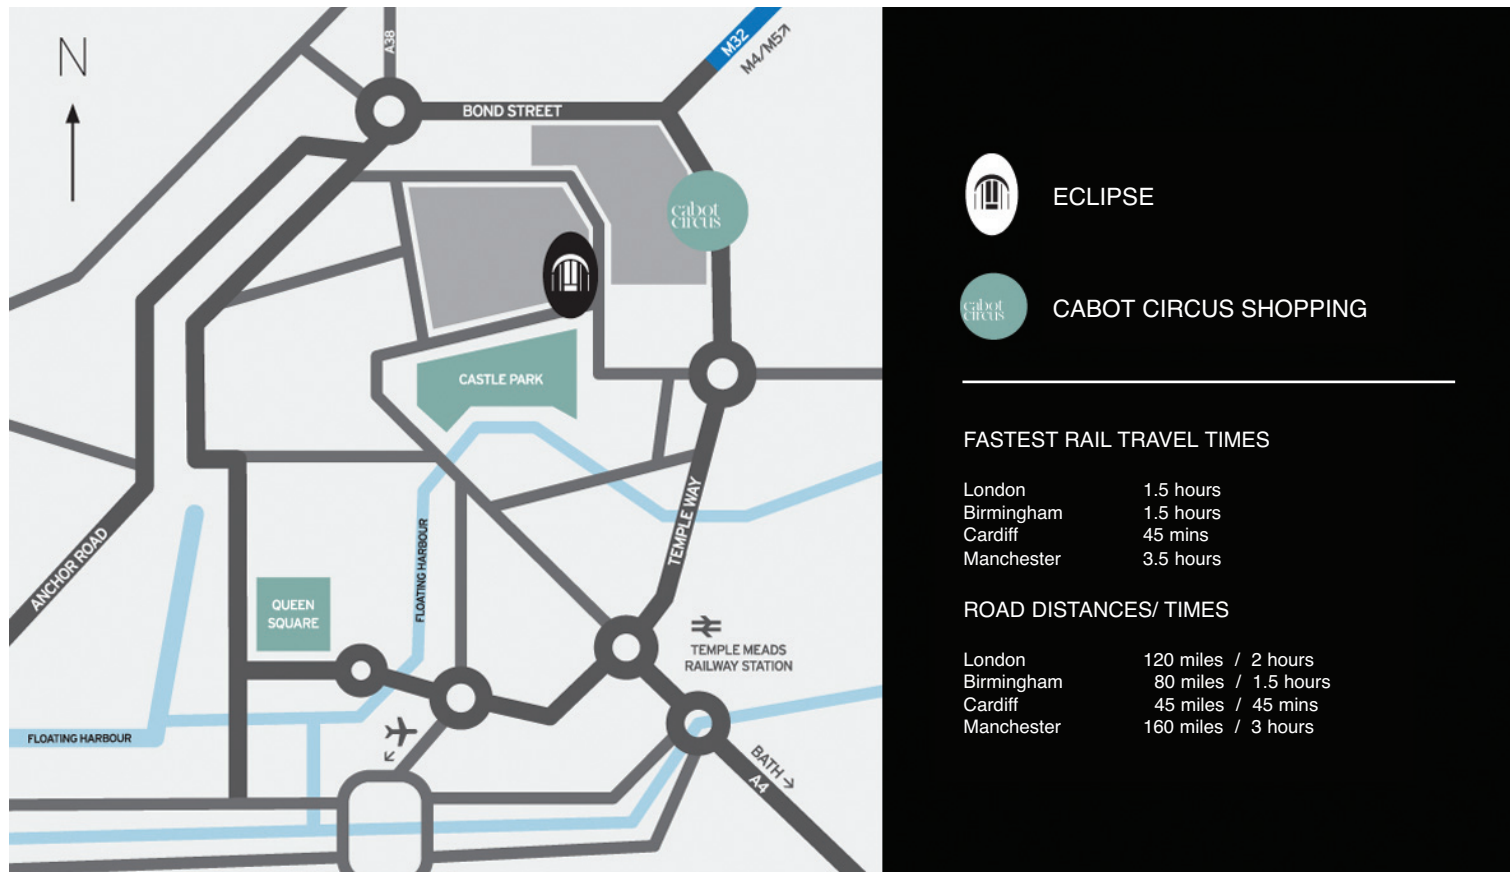 N
A38
M32
M4/M5
BOND STREET
cabot
circus
CASTLE PARK
ANCHOR ROAD
FLOATING HARBOUR
TEMPLE WAY
QUEEN
SQUARE
TEMPLE MEADS
RAILWAY STATION
FLOATING HARBOUR
BATH
A4
ECLIPSE
cabot
circus
CABOT CIRCUS SHOPPING
FASTEST RAIL TRAVEL TIMES
London 1.5 hours
Birmingham 1.5 hours
Cardiff 45 mins
Manchester 3.5 hours
ROAD DISTANCES/ TIMES
London 120 miles / 2 hours
Birmingham 80 miles / 1.5 hours
Cardiff 45 miles / 45 mins
Manchester 160 miles / 3 hours